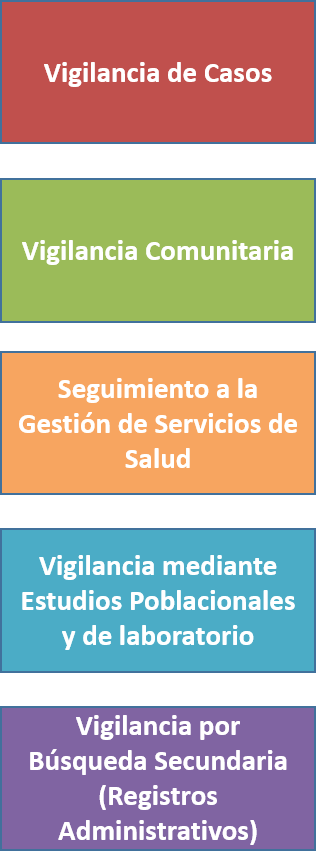 Vigilancia de Casos
Vigilancia Comunitaria
Seguimiento a la
Gestión de Servicios de
Salud
Vigilancia mediante
Estudios Poblacionales
y de laboratorio
Vigilancia por
Búsqueda Secundaria
(Registros
Administrativos)